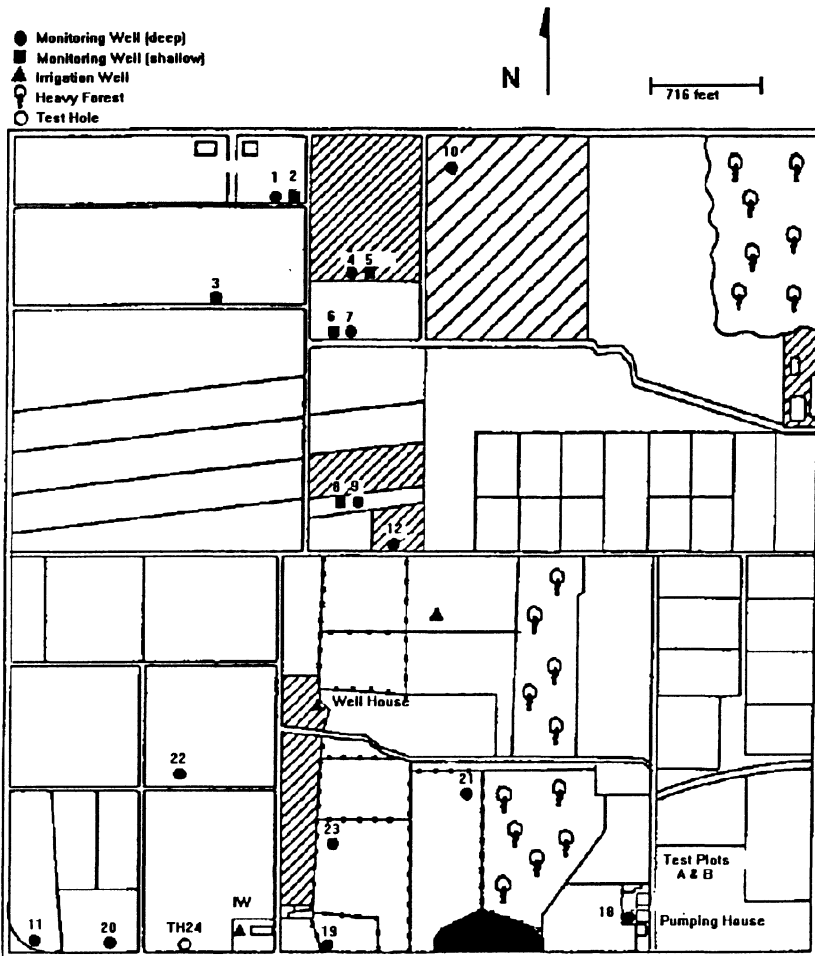 Monitoring Well (deep)
Monitoring Well (shallow)
Irrigation Well
Heavy Forest
Test Hole
N
716 feet
10
1 2
4 5
3
6 7
8 9
12
Well House
22
21
23
Test Plots
A & B
11
20
TH24
IW
19
18
Pumping House